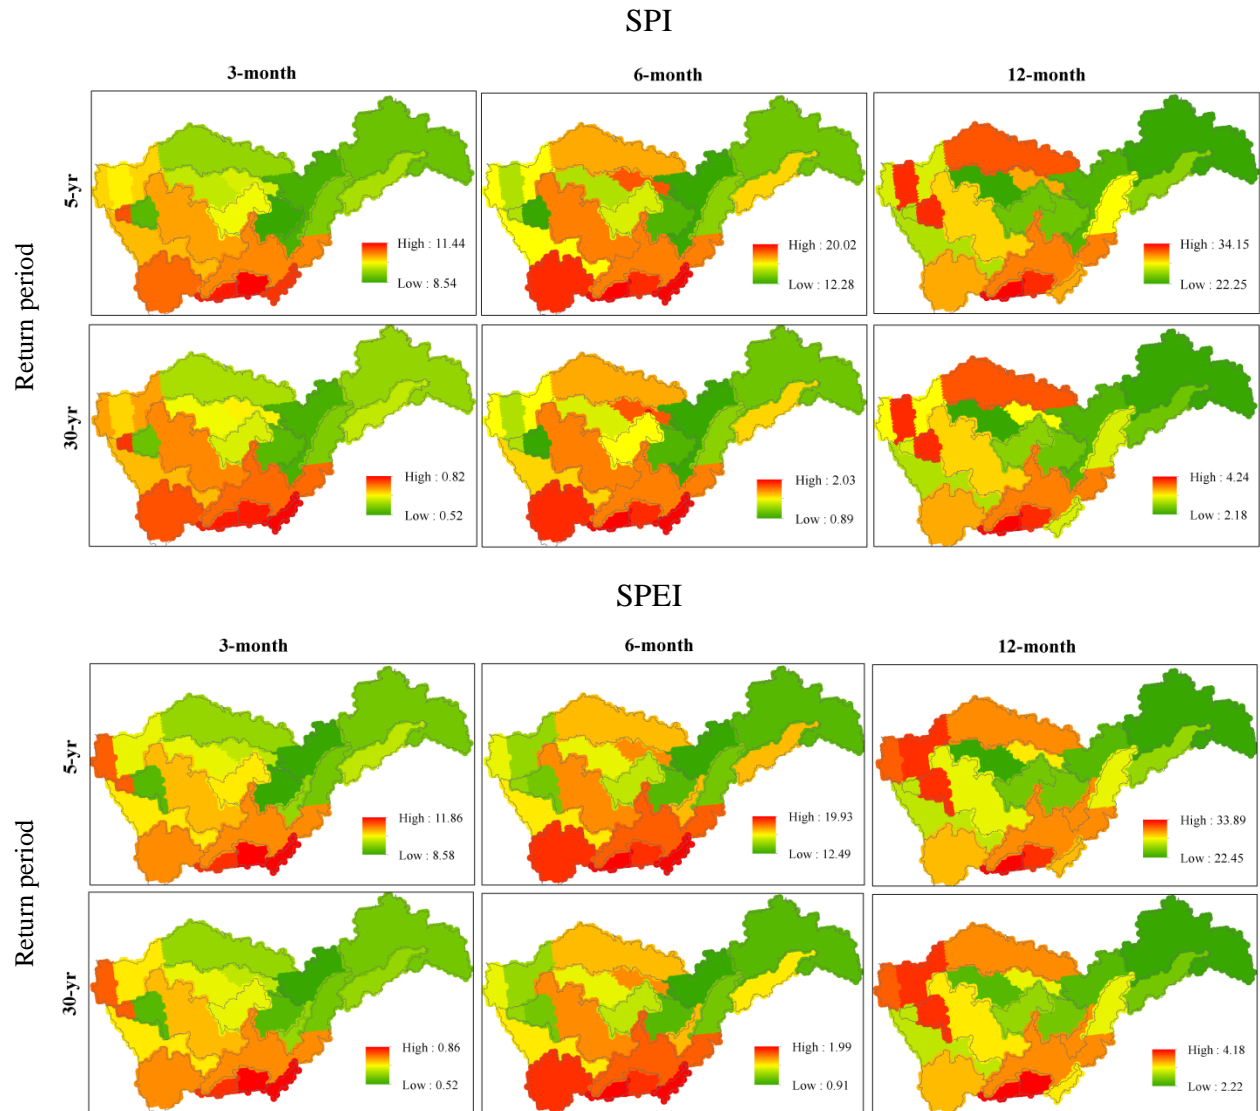 SPI
3-month
6-month
12-month
Return period
5-yr
High : 11.44
Low : 8.54
High : 20.02
Low : 12.28
High : 34.15
Low : 22.25
30-yr
High : 0.82
Low : 0.52
High : 2.03
Low : 0.89
High : 4.24
Low : 2.18
SPEI
3-month
6-month
12-month
Return period
5-yr
High : 11.86
Low : 8.58
High : 19.93
Low : 12.49
High : 33.89
Low : 22.45
30-yr
High : 0.86
Low : 0.52
High : 1.99
Low : 0.91
High : 4.18
Low : 2.22